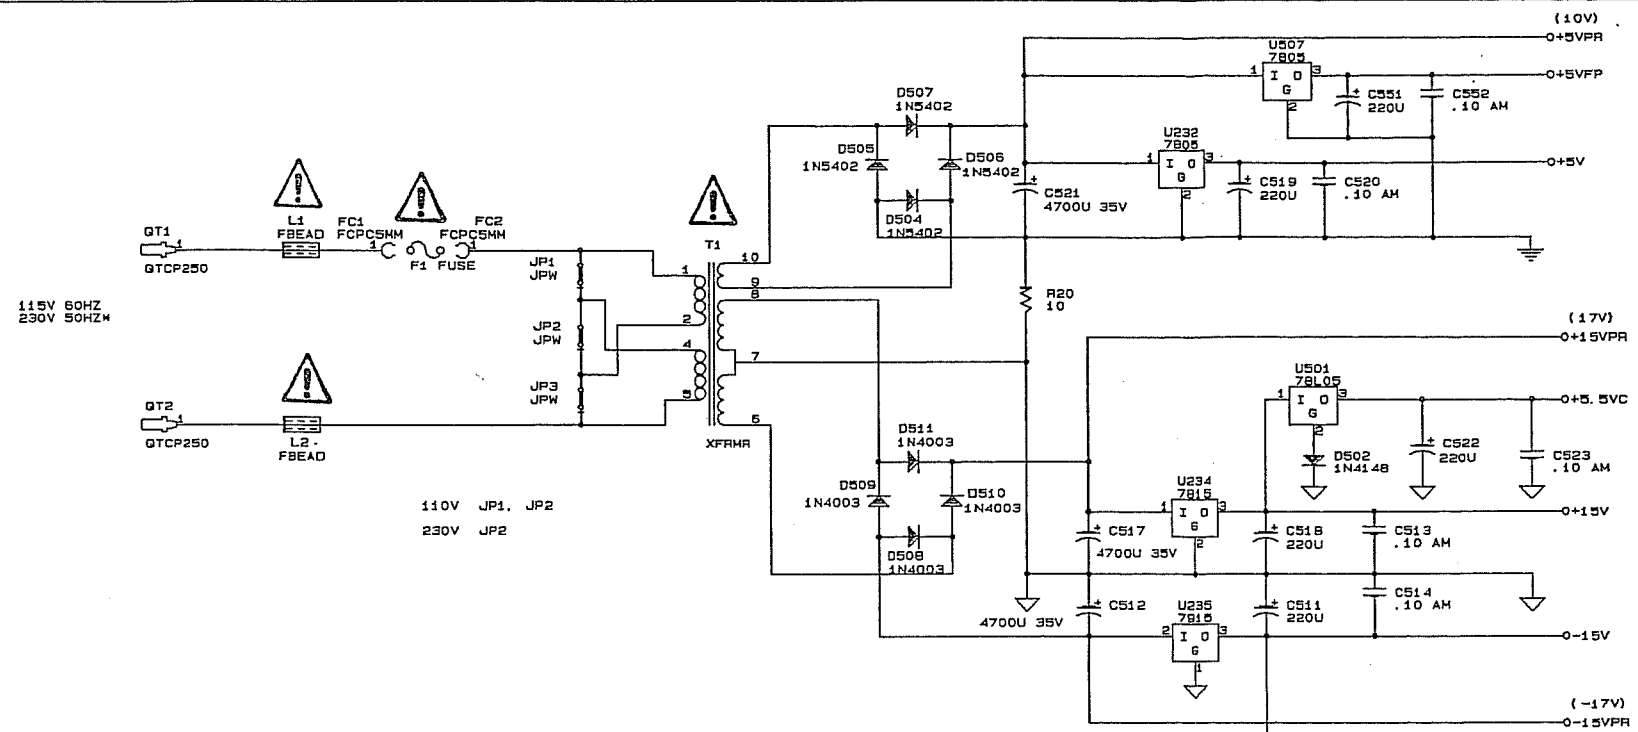 (10V)
O+5VPR
U507
7805
1 I O 3
G
2
O+5VFP
C551
220U
C552
.10 AM
D507
1N5402
D505
1N5402
D506
1N5402
D504
1N5402
U232
7805
1 I O 3
G
2
O+5V
C521
4700U 35V
C519
220U
C520
.10 AM
L1
FBEAD
FC1
FCPC5MM
FC2
FCPC5MM
QT1
1
QTCP250
1
F1 FUSE
1
T1
10
9
8
7
6
1
2
4
5
XFRMR
JP1
JPW
JP2
JPW
JP3
JPW
115V 60HZ
230V 50HZ*
R20
10
QT2
1
QTCP250
L2
FBEAD
110V JP1, JP2
230V JP2
(17V)
O+15VPR
U501
78L05
1 I O 3
G
2
O+5.5VC
D502
1N4148
C522
220U
C523
.10 AM
D511
1N4003
D509
1N4003
D510
1N4003
D508
1N4003
U234
7815
1 I O 3
G
2
O+15V
C517
4700U 35V
C518
220U
C513
.10 AM
C512
4700U 35V
U235
7915
2 I O 3
G
1
C511
220U
C514
.10 AM
O-15V
(-17V)
O-15VPR